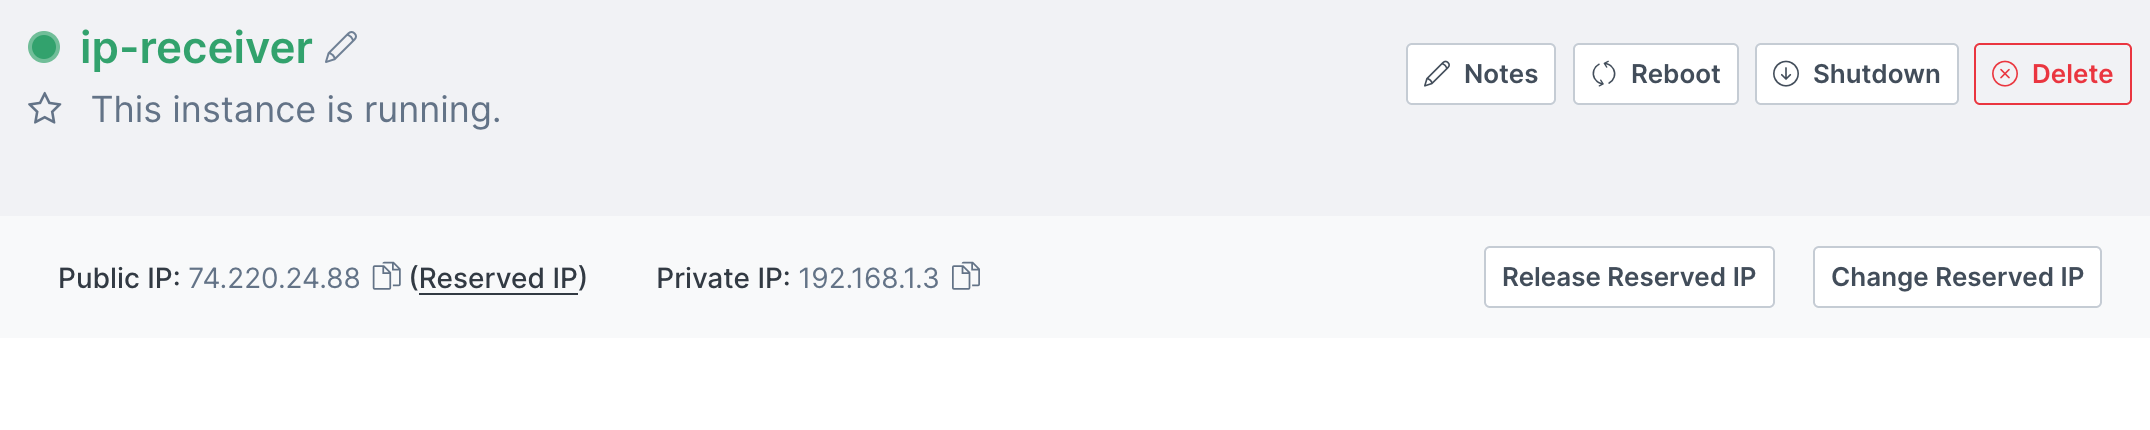 ip-receiver
This instance is running.
Notes
Reboot
Shutdown
Delete
Public IP: 74.220.24.88 (Reserved IP)
Private IP: 192.168.1.3
Release Reserved IP
Change Reserved IP